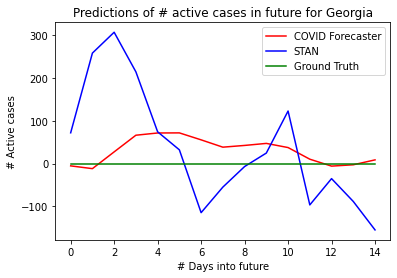 Predictions of # active cases in future for Georgia
COVID Forecaster
STAN
Ground Truth
# Active cases
300
200
100
0
−100
0 2 4 6 8 10 12 14
# Days into future